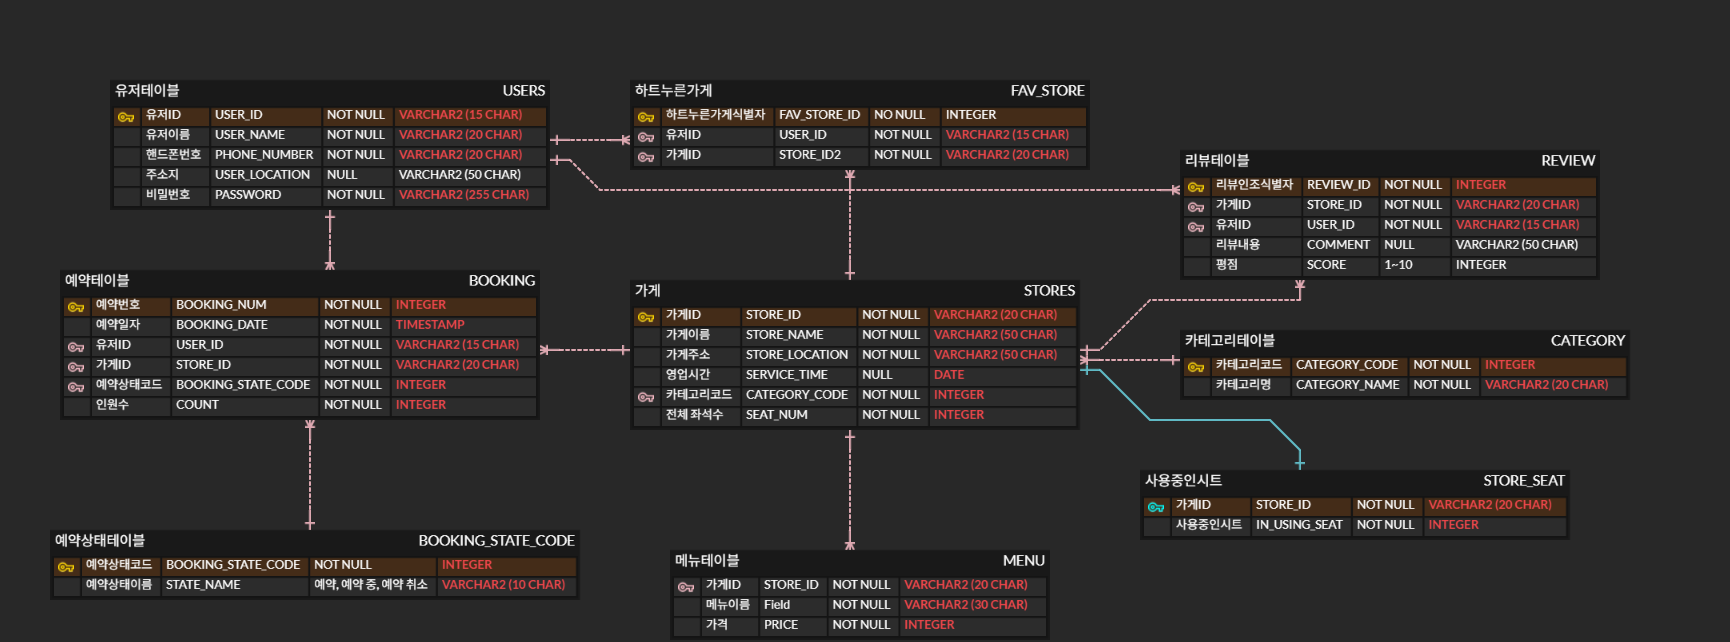 유저테이블 USERS
유저ID USER_ID NOT NULL VARCHAR2 (15 CHAR)
유저이름 USER_NAME NOT NULL VARCHAR2 (20 CHAR)
핸드폰번호 PHONE_NUMBER NOT NULL VARCHAR2 (20 CHAR)
주소지 USER_LOCATION NULL VARCHAR2 (50 CHAR)
비밀번호 PASSWORD NOT NULL VARCHAR2 (255 CHAR)
하트누른가게 FAV_STORE
하트누른가게식별자 FAV_STORE_ID NO NULL INTEGER
유저ID USER_ID NOT NULL VARCHAR2 (15 CHAR)
가게ID STORE_ID2 NOT NULL VARCHAR2 (20 CHAR)
리뷰테이블 REVIEW
리뷰인조식별자 REVIEW_ID NOT NULL INTEGER
가게ID STORE_ID NOT NULL VARCHAR2 (20 CHAR)
유저ID USER_ID NOT NULL VARCHAR2 (15 CHAR)
리뷰내용 COMMENT NULL VARCHAR2 (50 CHAR)
평점 SCORE 1~10 INTEGER
예약테이블 BOOKING
예약번호 BOOKING_NUM NOT NULL INTEGER
예약일자 BOOKING_DATE NOT NULL TIMESTAMP
유저ID USER_ID NOT NULL VARCHAR2 (15 CHAR)
가게ID STORE_ID NOT NULL VARCHAR2 (20 CHAR)
예약상태코드 BOOKING_STATE_CODE NOT NULL INTEGER
인원수 COUNT NOT NULL INTEGER
가게 STORES
가게ID STORE_ID NOT NULL VARCHAR2 (20 CHAR)
가게이름 STORE_NAME NOT NULL VARCHAR2 (50 CHAR)
가게주소 STORE_LOCATION NOT NULL VARCHAR2 (50 CHAR)
영업시간 SERVICE_TIME NULL DATE
카테고리코드 CATEGORY_CODE NOT NULL INTEGER
전체 좌석수 SEAT_NUM NOT NULL INTEGER
카테고리테이블 CATEGORY
카테고리코드 CATEGORY_CODE NOT NULL INTEGER
카테고리명 CATEGORY_NAME NOT NULL VARCHAR2 (20 CHAR)
사용중인시트 STORE_SEAT
가게ID STORE_ID NOT NULL VARCHAR2 (20 CHAR)
사용중인시트 IN_USING_SEAT NOT NULL INTEGER
예약상태테이블 BOOKING_STATE_CODE
예약상태코드 BOOKING_STATE_CODE NOT NULL INTEGER
예약상태이름 STATE_NAME 예약, 예약 중, 예약 취소 VARCHAR2 (10 CHAR)
메뉴테이블 MENU
가게ID STORE_ID NOT NULL VARCHAR2 (20 CHAR)
메뉴이름 Field NOT NULL VARCHAR2 (30 CHAR)
가격 PRICE NOT NULL INTEGER